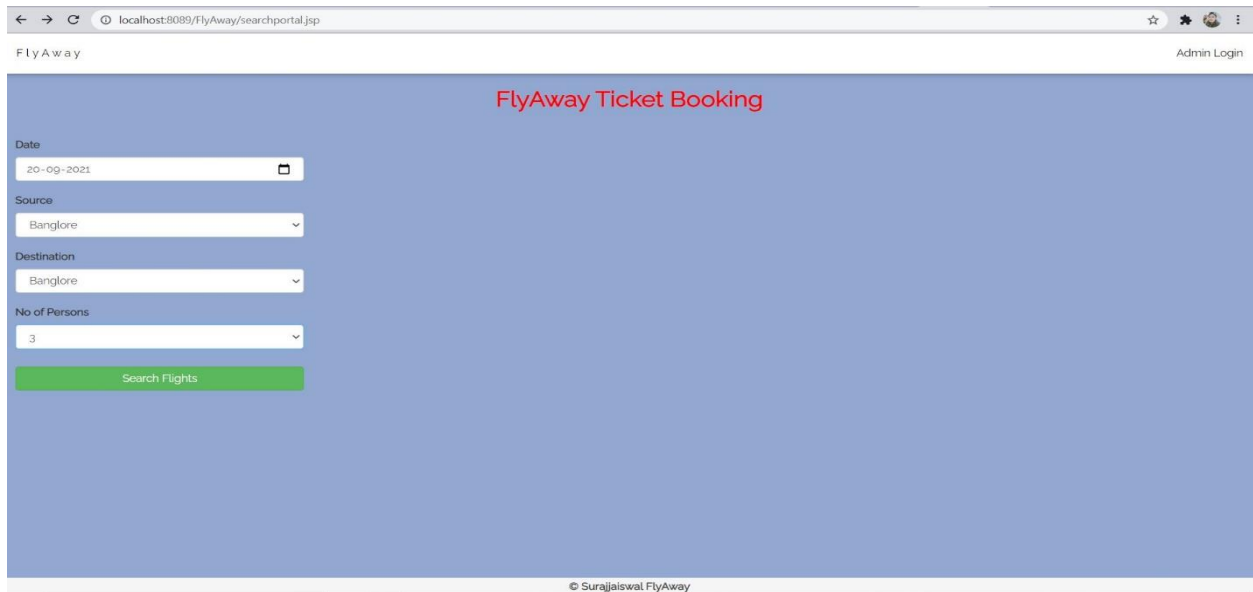 localhost:8089/FlyAway/searchportal.jsp
FlyAway
Admin Login
FlyAway Ticket Booking
Date
20-09-2021
Source
Banglore
Destination
Banglore
No of Persons
3
Search Flights
© Surajjaiswal FlyAway